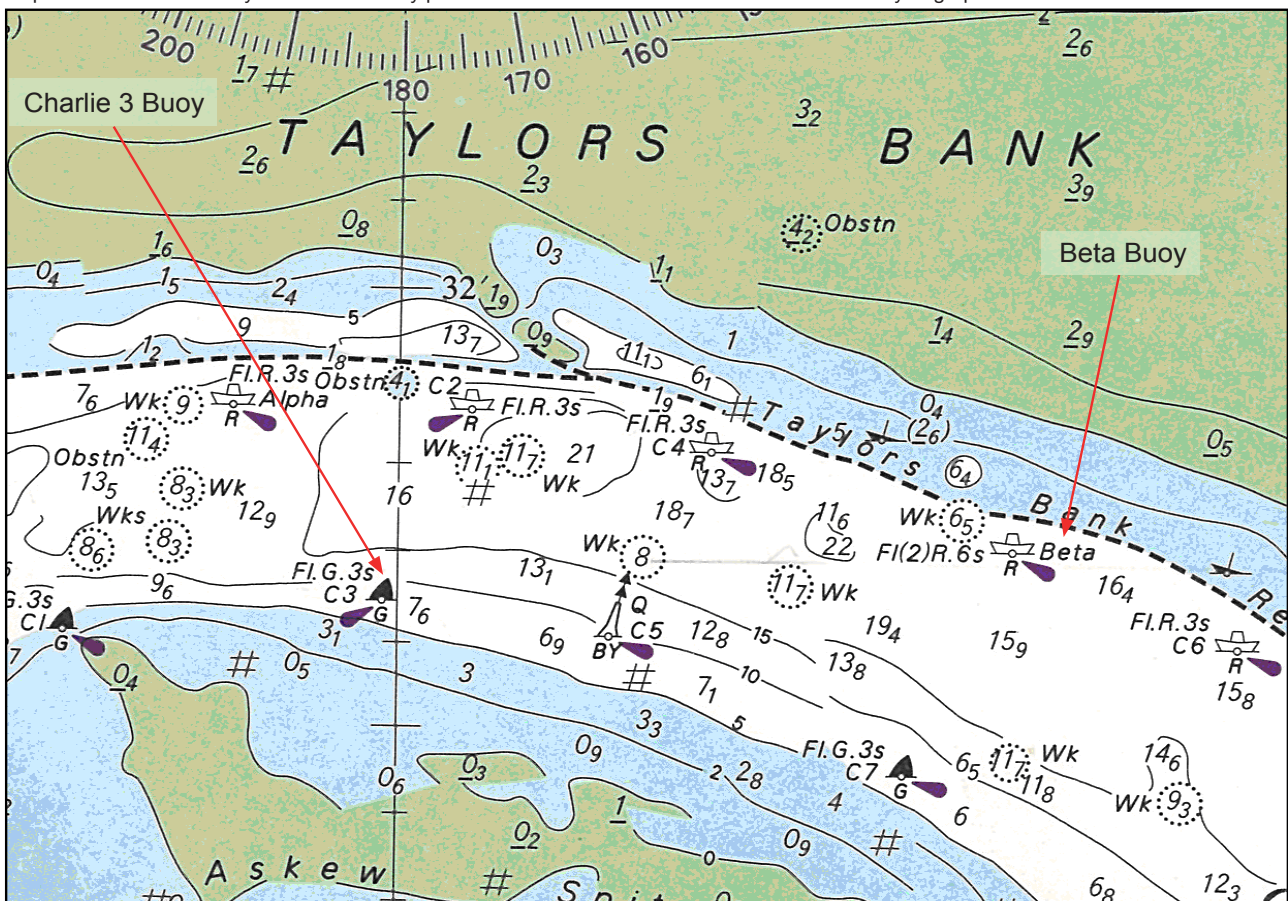 200
180
170
160
1₇
2₆
Charlie 3 Buoy
TAYLORS BANK
3₂
2₆
2₃
3₉
0₈
4₂ Obstn
Beta Buoy
1₆
0₃
1₁
0₄
1₅
2₄
32'
1₉
5
9
13₇
0₉
1
1₄
2₉
1₂
1₈
11₁
6₁
Fl.R.3s
Obstn 4₁
C2
7₆
Wk 9
Alpha
R
Fl.R.3s
R
1₉
Fl.R.3s
C4
R
Taylors Bank
5
(2₆)
0₄
0₅
11₄
Wk 11₁
11₇ Wk
21
13₇
18₅
6₄
Obstn
13₅
8₃ Wk
12₉
16
18₇
11₆
22
Wk 6₅
Fl(2)R.6s
Beta
R
Wks
8₆
8₃
Wk 8
13₁
11₇ Wk
16₄
Re
9₆
Fl.G.3s
C3
G
7₆
G.3s
C1
G
3₁
6₉
Q
C5
BY
12₈
15
19₄
15₉
Fl.R.3s
C6
R
7
0₄
0₅
3
7₁
10
13₈
15₈
3₃
5
0₉
Fl.G.3s
C7
G
6₅
11₇ Wk
11₈
14₆
0₆
0₃
2
2₈
4
6
Wk 9₃
1
0₂
0₉
Askew Spit
0
6₈
12₃